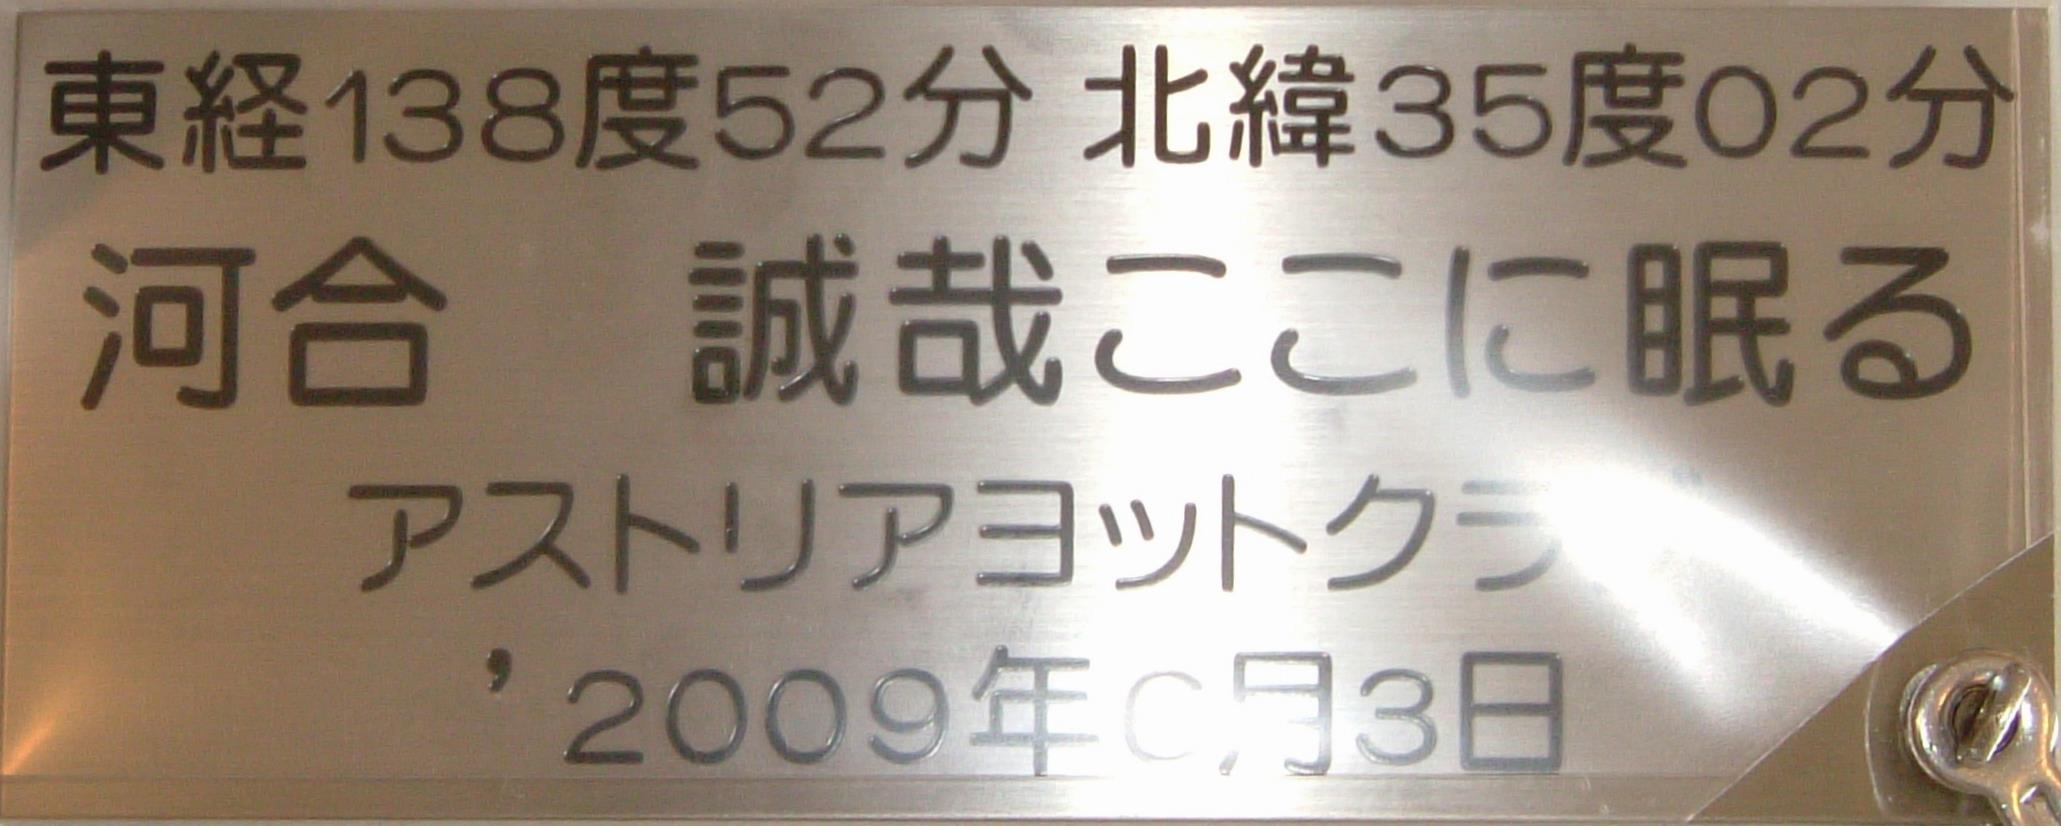 東経138度52分 北緯35度02分
河合 誠哉ここに眠る
アストリアヨットクラ
’2009年 月3日